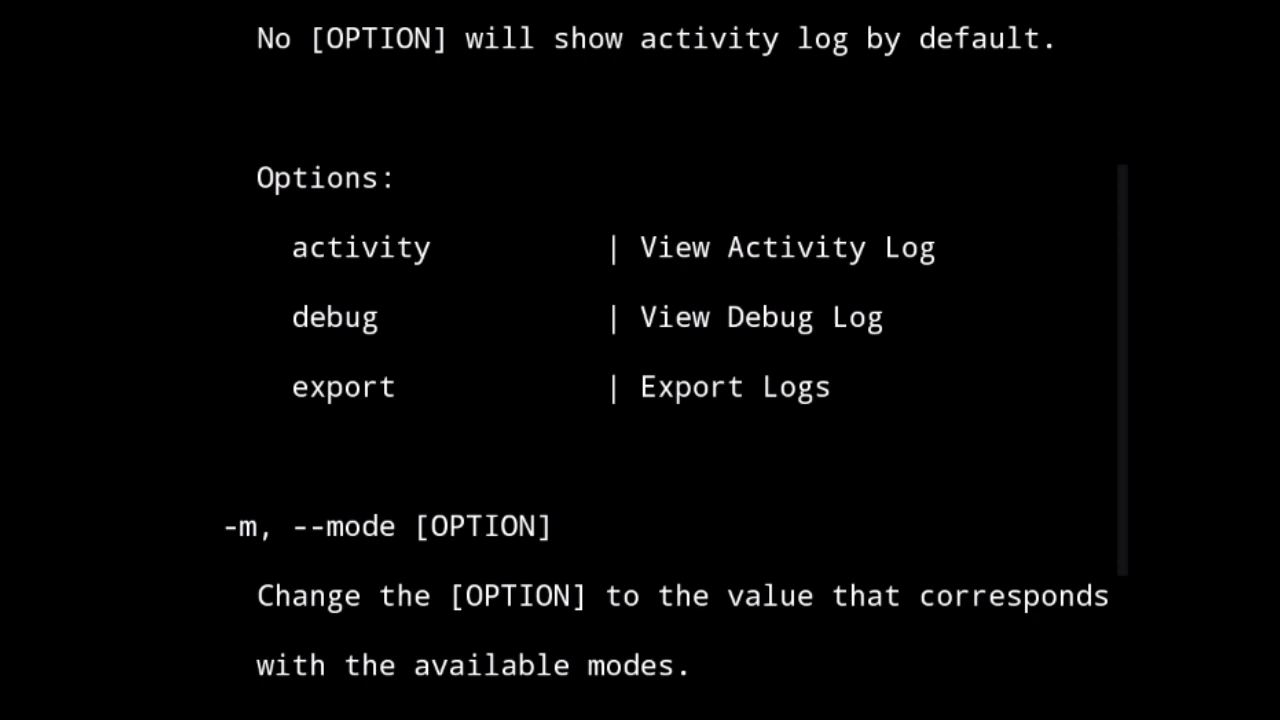 No [OPTION] will show activity log by default.
Options:
activity | View Activity Log
debug | View Debug Log
export | Export Logs
-m, --mode [OPTION]
Change the [OPTION] to the value that corresponds
with the available modes.